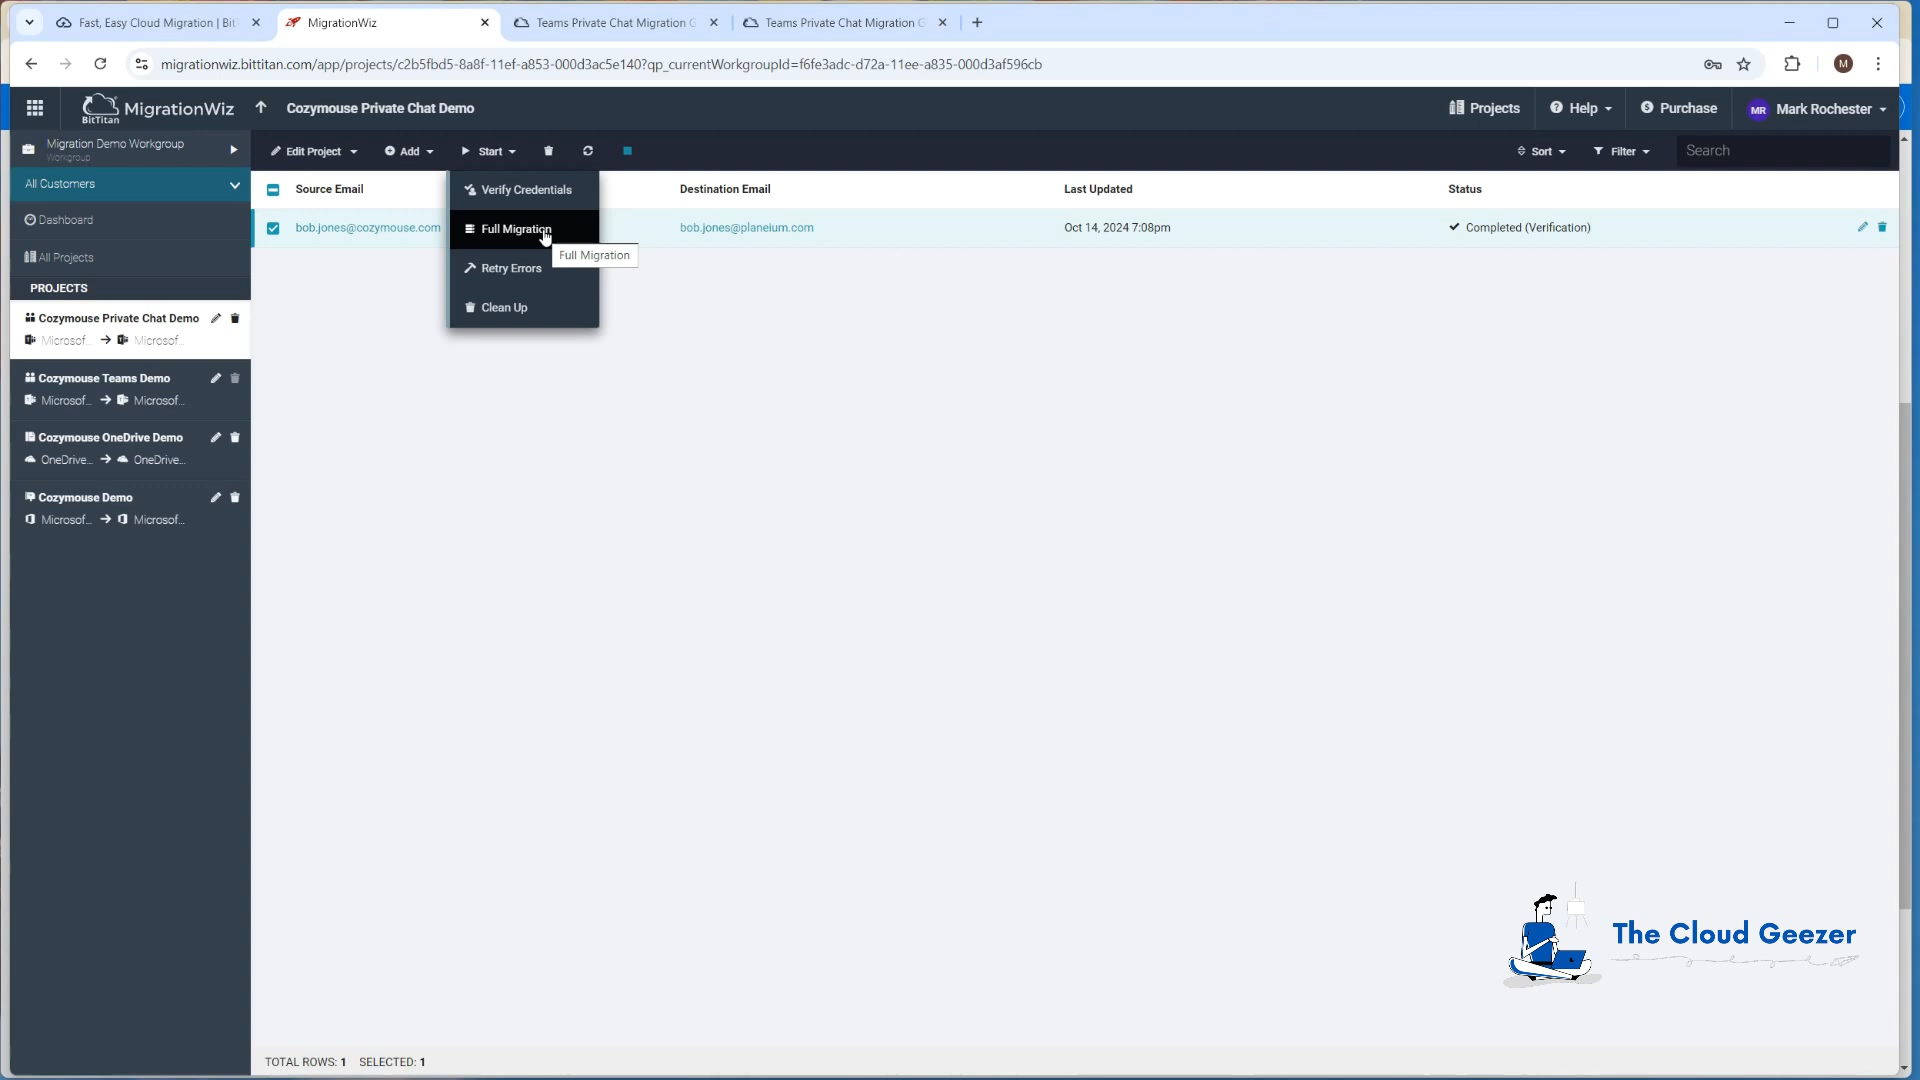 Fast, Easy Cloud Migration | Bit
MigrationWiz
Teams Private Chat Migration G
Teams Private Chat Migration G
migrationwiz.bittitan.com/app/projects/c2b5fbd5-8a8f-11ef-a853-000d3ac5e140?qp_currentWorkgroupId=f6fe3adc-d72a-11ee-a835-000d3af596cb
M
BitTitan
MigrationWiz
Cozymouse Private Chat Demo
Projects
Help
Purchase
MR
Mark Rochester
Migration Demo Workgroup
Workgroup
Edit Project
Add
Start
Sort
Filter
Search
All Customers
Source Email
Verify Credentials
Destination Email
Last Updated
Status
Dashboard
bob.jones@cozymouse.com
Full Migration
bob.jones@planeium.com
Oct 14, 2024 7:08pm
Completed (Verification)
Full Migration
All Projects
Retry Errors
PROJECTS
Clean Up
Cozymouse Private Chat Demo
Microsof...
Microsof...
Cozymouse Teams Demo
Microsof...
Microsof...
Cozymouse OneDrive Demo
OneDrive...
OneDrive...
Cozymouse Demo
Microsof...
Microsof...
The Cloud Geezer
TOTAL ROWS: 1 SELECTED: 1